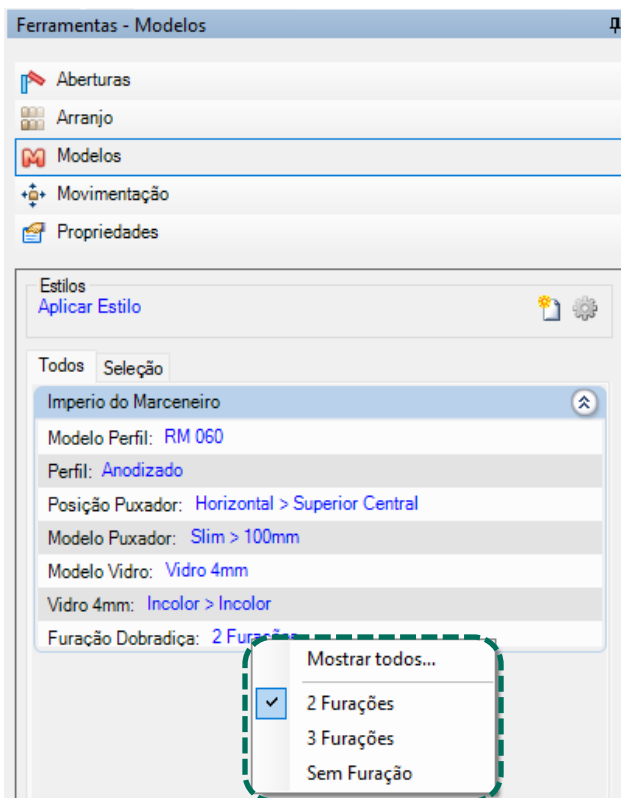 Ferramentas - Modelos
Aberturas
Arranjo
Modelos
Movimentação
Propriedades
Estilos
Aplicar Estilo
Todos Seleção
Imperio do Marceneiro
Modelo Perfil: RM 060
Perfil: Anodizado
Posição Puxador: Horizontal > Superior Central
Modelo Puxador: Slim > 100mm
Modelo Vidro: Vidro 4mm
Vidro 4mm: Incolor > Incolor
Furação Dobradiça: 2 Furações
Mostrar todos...
2 Furações
3 Furações
Sem Furação